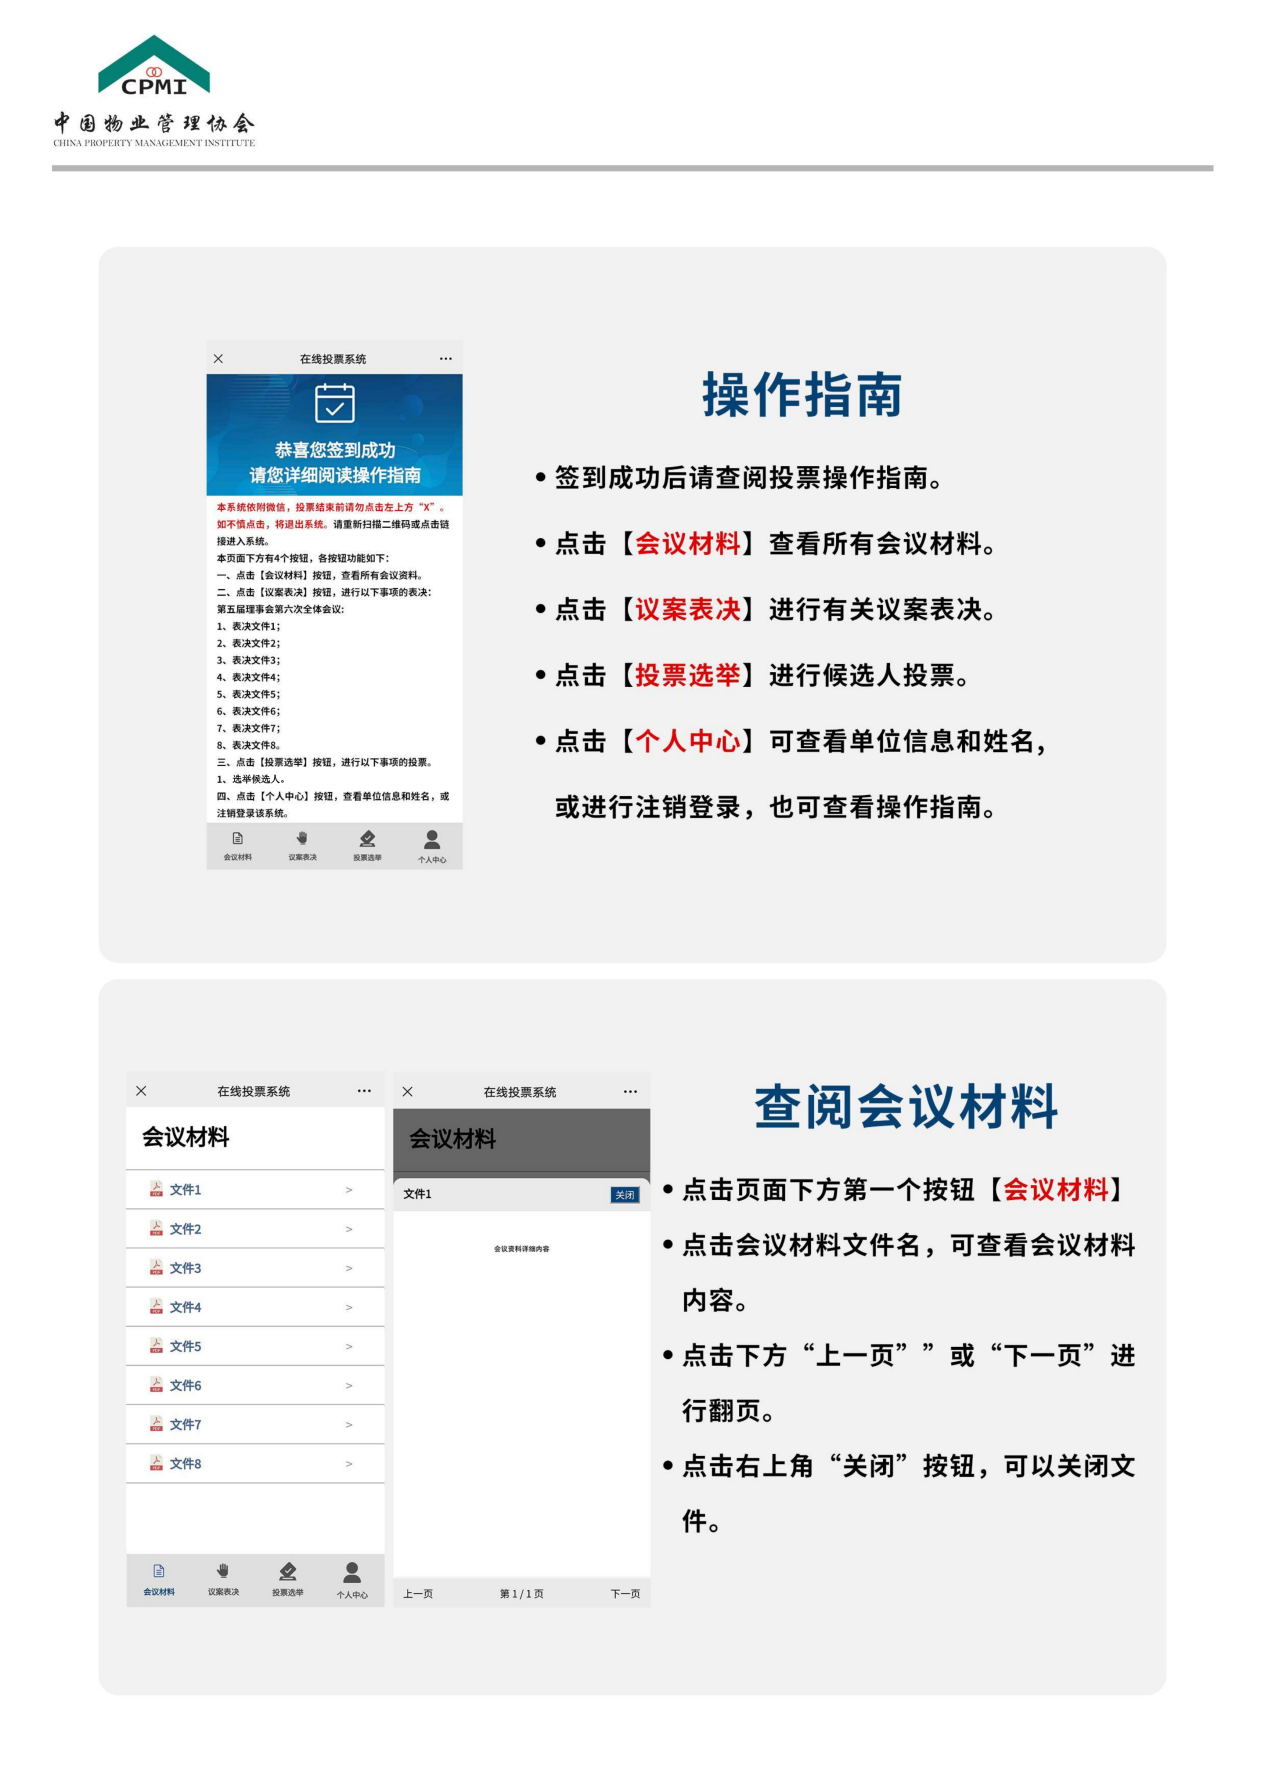 CPMI
中国物业管理协会
CHINA PROPERTY MANAGEMENT INSTITUTE
在线投票系统
恭喜您签到成功
请您详细阅读操作指南
本系统依附微信，投票结束前请勿点击左上方“X”。
如不慎点击，将退出系统。请重新扫描二维码或点击链
接进入系统。
本页面下方有4个按钮，各按钮功能如下：
一、点击【会议材料】按钮，查看所有会议资料。
二、点击【议案表决】按钮，进行以下事项的表决：
第五届理事会第六次全体会议：
1、表决文件1；
2、表决文件2；
3、表决文件3；
4、表决文件4；
5、表决文件5；
6、表决文件6；
7、表决文件7；
8、表决文件8。
三、点击【投票选举】按钮，进行以下事项的投票。
1、选举候选人。
四、点击【个人中心】按钮，查看单位信息和姓名，或
注销登录该系统。
会议材料 议案表决 投票选举 个人中心
操作指南
• 签到成功后请查阅投票操作指南。
• 点击【会议材料】查看所有会议材料。
• 点击【议案表决】进行有关议案表决。
• 点击【投票选举】进行候选人投票。
• 点击【个人中心】可查看单位信息和姓名，
或进行注销登录，也可查看操作指南。
在线投票系统
会议材料
PDF 文件1 >
PDF 文件2 >
PDF 文件3 >
PDF 文件4 >
PDF 文件5 >
PDF 文件6 >
PDF 文件7 >
PDF 文件8 >
会议材料 议案表决 投票选举 个人中心
在线投票系统
会议材料
文件1 关闭
会议资料详细内容
上一页 第 1 / 1 页 下一页
查阅会议材料
• 点击页面下方第一个按钮【会议材料】
• 点击会议材料文件名，可查看会议材料
内容。
• 点击下方“上一页””或“下一页”进
行翻页。
• 点击右上角“关闭”按钮，可以关闭文
件。